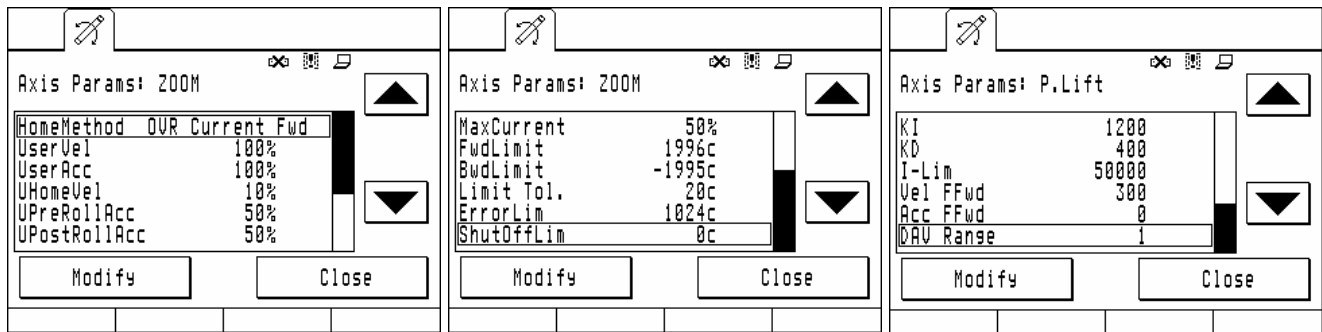 Axis Params: ZOOM
HomeMethod OVR Current Fwd
UserVel 100%
UserAcc 100%
UHomeVel 10%
UPreRollAcc 50%
UPostRollAcc 50%
Modify Close
Axis Params: ZOOM
MaxCurrent 50%
FwdLimit 1996c
BwdLimit -1995c
Limit Tol. 20c
ErrorLim 1024c
ShutOffLim 0c
Modify Close
Axis Params: P.Lift
KI 1200
KD 400
I-Lim 50000
Vel FFwd 300
Acc FFwd 0
DAV Range 1
Modify Close